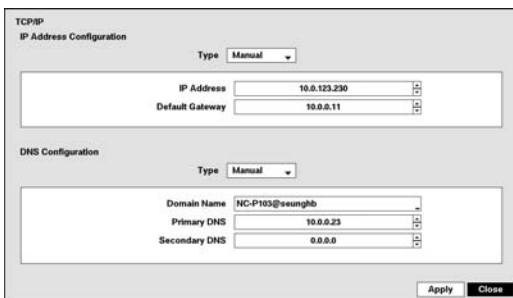 TCP/IP
IP Address Configuration
Type Manual
IP Address 10.0.123.230
Default Gateway 10.0.0.11
DNS Configuration
Type Manual
Domain Name NC-P103@seunghb
Primary DNS 10.0.0.23
Secondary DNS 0.0.0.0
Apply Close